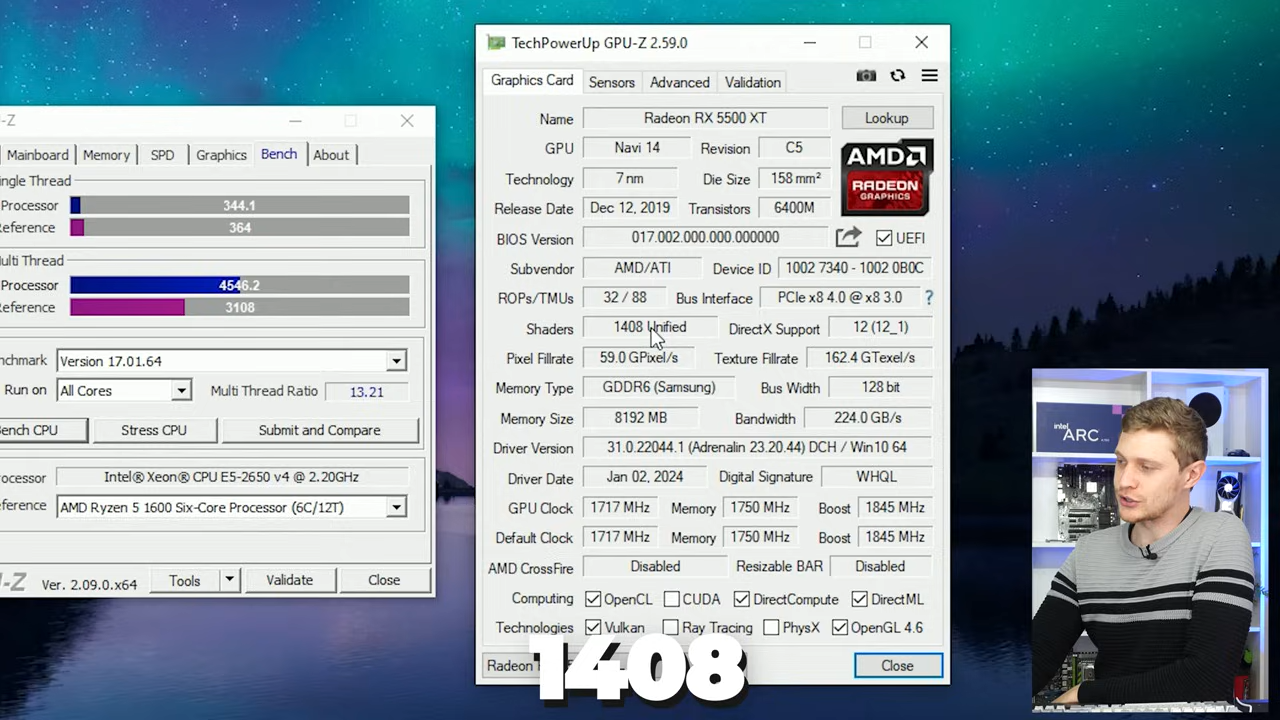 -Z
Mainboard Memory SPD Graphics Bench About
ingle Thread
Processor 344.1
Reference 364
ulti Thread
Processor 4546.2
Reference 3108
nchmark Version 17.01.64
Run on All Cores Multi Thread Ratio 13.21
ench CPU Stress CPU Submit and Compare
ocessor Intel® Xeon® CPU E5-2650 v4 @ 2.20GHz
ference AMD Ryzen 5 1600 Six-Core Processor (6C/12T)
-Z Ver. 2.09.0.x64 Tools Validate Close
TechPowerUp GPU-Z 2.59.0
Graphics Card Sensors Advanced Validation
Name Radeon RX 5500 XT Lookup
GPU Navi 14 Revision C5
Technology 7 nm Die Size 158 mm²
Release Date Dec 12, 2019 Transistors 6400M
BIOS Version 017.002.000.000.000000 UEFI
Subvendor AMD/ATI Device ID 1002 7340 - 1002 0B0C
ROPs/TMUs 32 / 88 Bus Interface PCIe x8 4.0 @ x8 3.0 ?
Shaders 1408 Unified DirectX Support 12 (12_1)
Pixel Fillrate 59.0 GPixel/s Texture Fillrate 162.4 GTexel/s
Memory Type GDDR6 (Samsung) Bus Width 128 bit
Memory Size 8192 MB Bandwidth 224.0 GB/s
Driver Version 31.0.22044.1 (Adrenalin 23.20.44) DCH / Win10 64
Driver Date Jan 02, 2024 Digital Signature WHQL
GPU Clock 1717 MHz Memory 1750 MHz Boost 1845 MHz
Default Clock 1717 MHz Memory 1750 MHz Boost 1845 MHz
AMD CrossFire Disabled Resizable BAR Disabled
Computing OpenCL CUDA DirectCompute DirectML
Technologies Vulkan Ray Tracing PhysX OpenGL 4.6
Radeon Close
AMD
RADEON
GRAPHICS
1408
intel
ARC